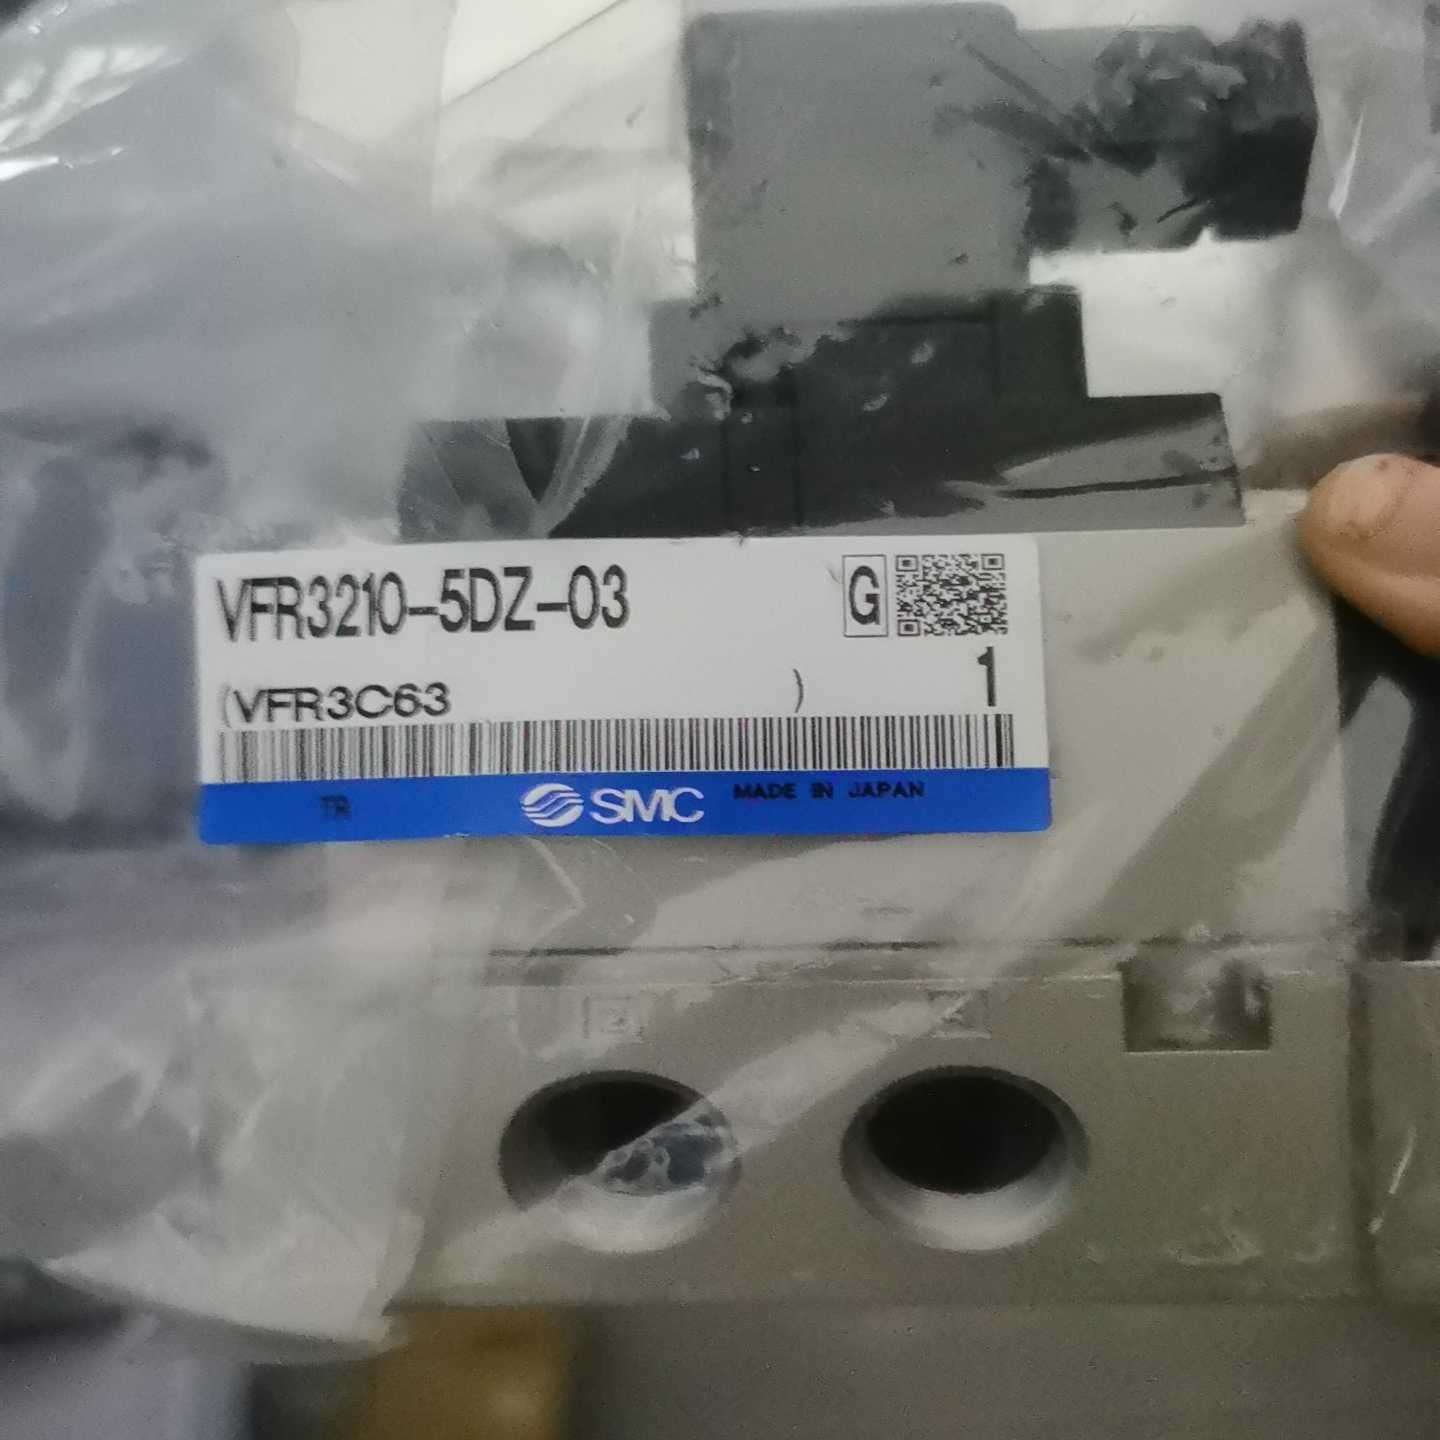 VFR3210-5DZ-03
G
1
(VFR3C63 )
TR
SMC
MADE IN JAPAN